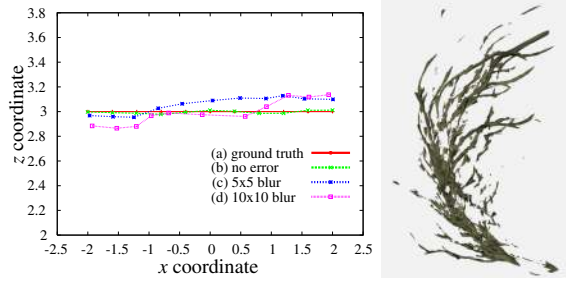 3.8
3.6
3.4
3.2
3
2.8
2.6
2.4
2.2
2
z coordinate
(a) ground truth
(b) no error
(c) 5x5 blur
(d) 10x10 blur
-2.5 -2 -1.5 -1 -0.5 0 0.5 1 1.5 2 2.5
x coordinate